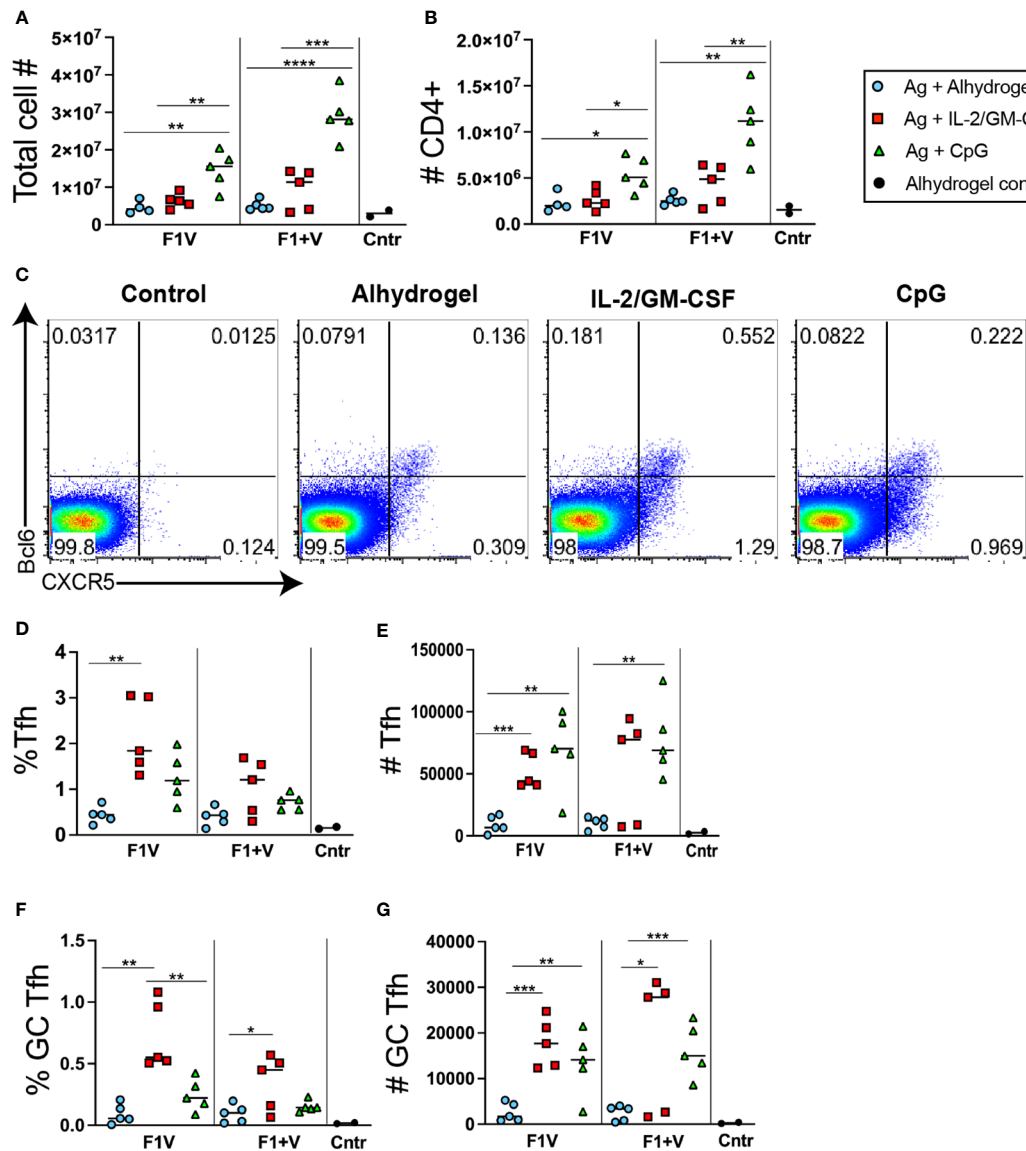 A
Total cell #
5×10⁷
4×10⁷
3×10⁷
2×10⁷
1×10⁷
0
**
**
***
****
F1V
F1+V
Cntr
B
# CD4+
2.0×10⁷
1.5×10⁷
1.0×10⁷
5.0×10⁶
0.0
*
*
**
**
F1V
F1+V
Cntr
Ag + Alhydroge
Ag + IL-2/GM-C
Ag + CpG
Alhydrogel con
C
Control
Alhydrogel
IL-2/GM-CSF
CpG
0.0317
0.0125
99.8
0.124
0.0791
0.136
99.5
0.309
0.181
0.552
98
1.29
0.0822
0.222
98.7
0.969
Bcl6
CXCR5
D
%Tfh
4
3
2
1
0
**
F1V
F1+V
Cntr
E
# Tfh
150000
100000
50000
0
**
***
**
F1V
F1+V
Cntr
F
% GC Tfh
1.5
1.0
0.5
0.0
**
**
*
F1V
F1+V
Cntr
G
# GC Tfh
40000
30000
20000
10000
0
**
***
***
*
F1V
F1+V
Cntr